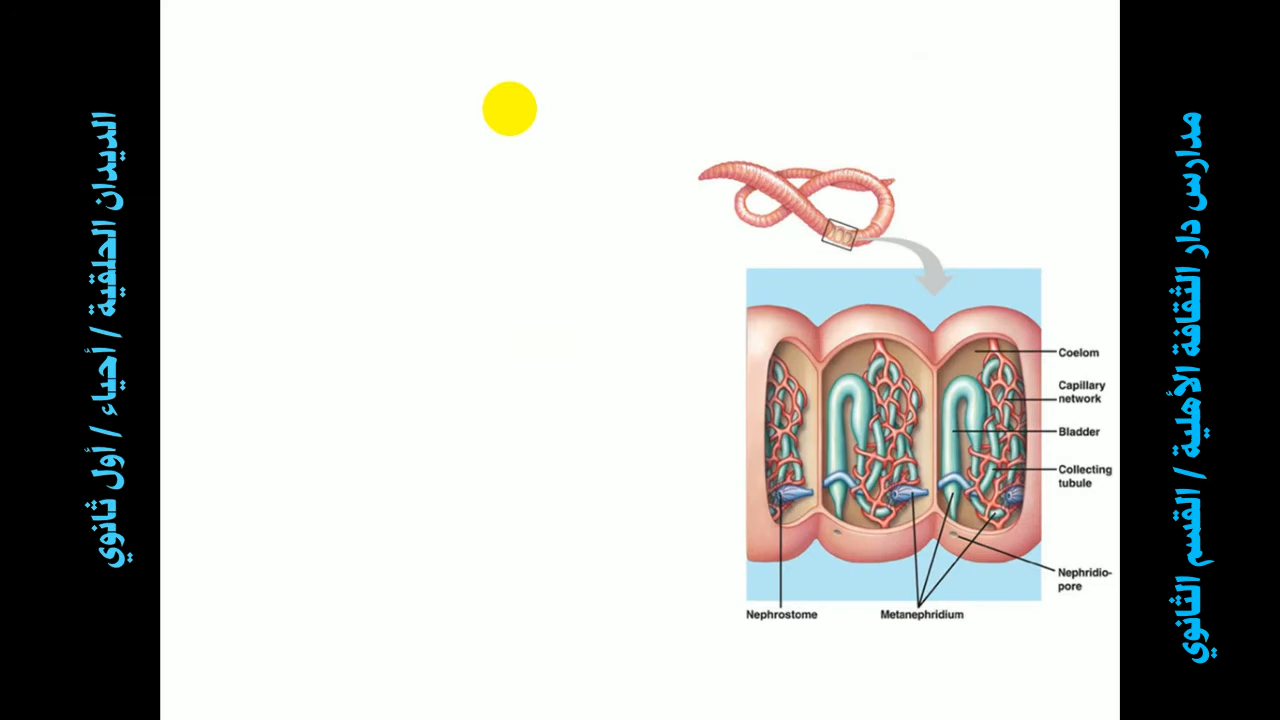 الديدان الحلقية / أحياء / أول ثانوي
Coelom
Capillary
network
Bladder
Collecting
tubule
Nephridio-
pore
Nephrostome
Metanephridium
مدارس دار الثقافة الأهلية / القسم الثانوي